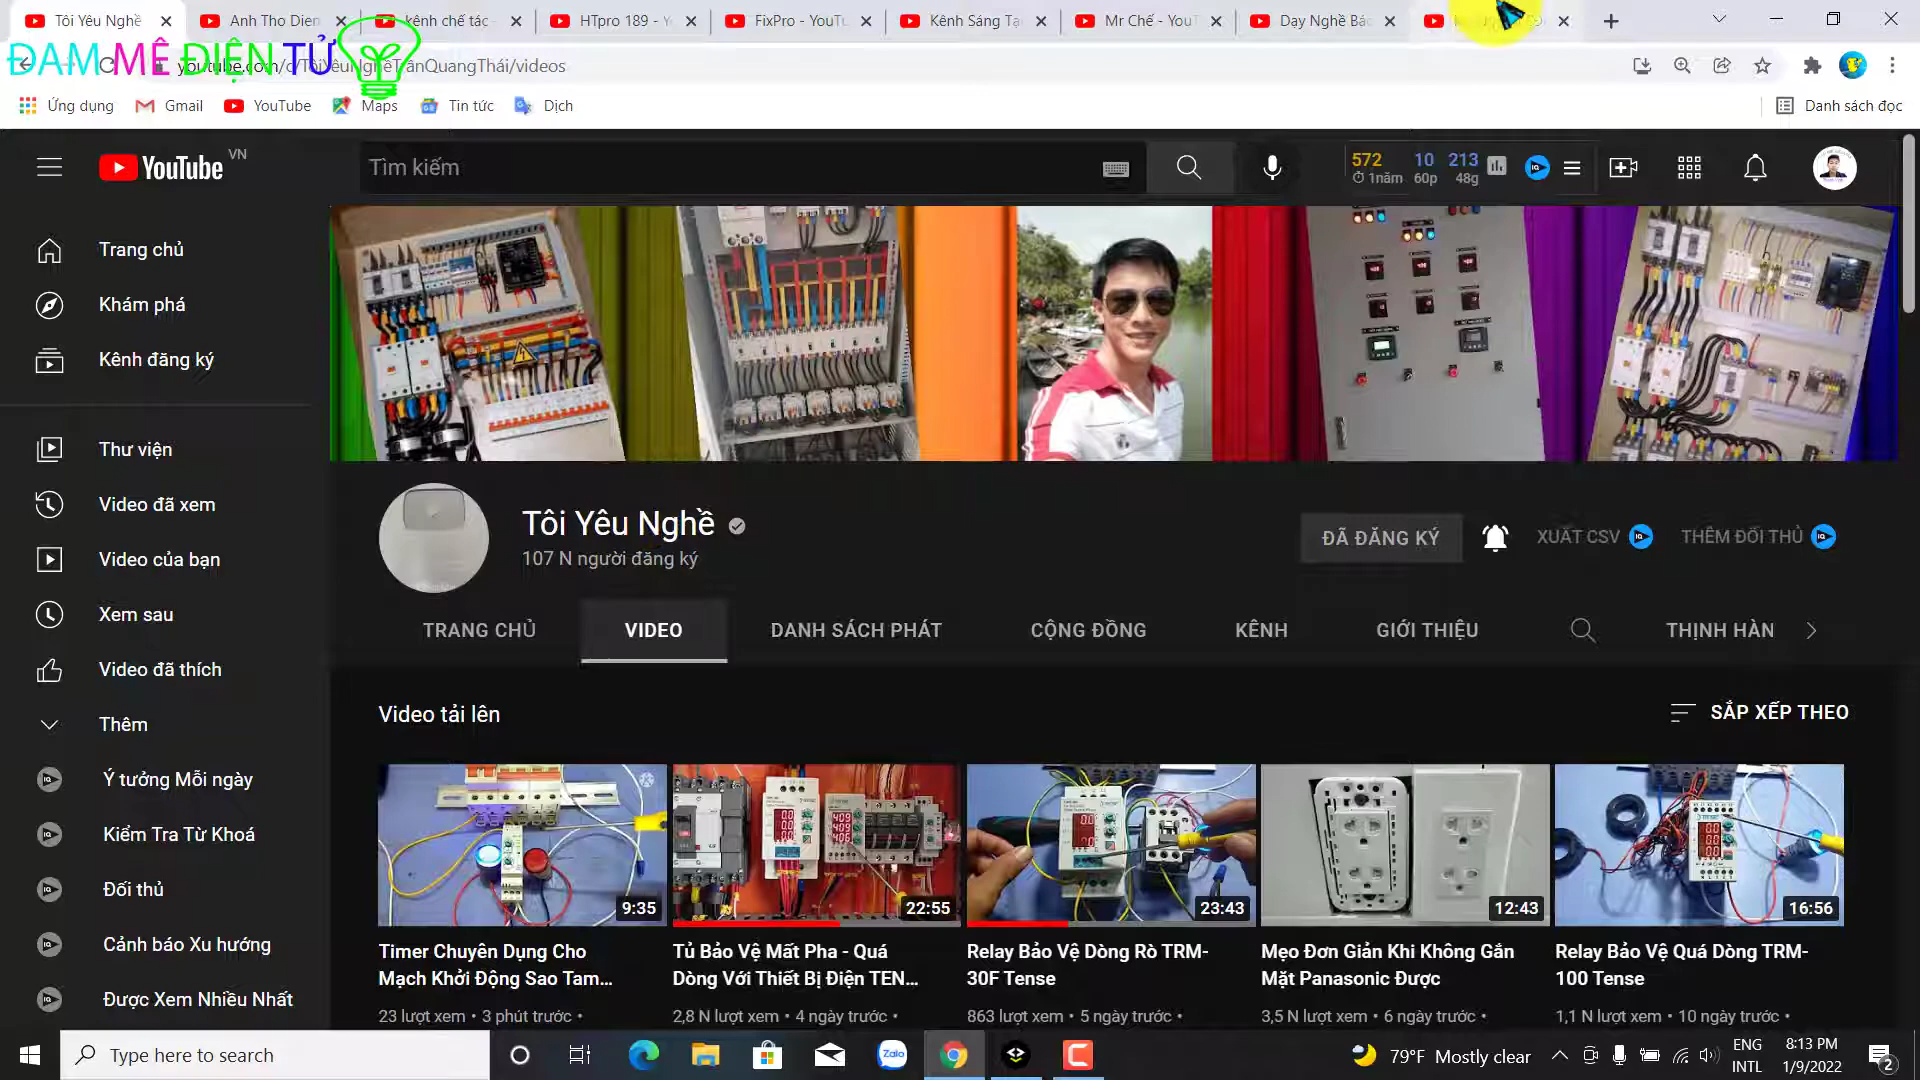 Tôi Yêu Nghề
Anh Tho Dien
kênh chế tác -
HTpro 189 - Y
FixPro - YouTu
Kênh Sáng Tạ
Mr Chế - YouT
Dạy Nghề Bác
ĐAM MÊ ĐIỆN TỬ
youtube.com/c/TôiYêuNghềTrầnQuangThái/videos
Ứng dụng
Gmail
YouTube
Maps
Tin tức
Dịch
Danh sách đọc
YouTube VN
Tìm kiếm
572 10 213
1năm 60p 48g
Trang chủ
Khám phá
Kênh đăng ký
Thư viện
Video đã xem
Video của bạn
Xem sau
Video đã thích
Thêm
Ý tưởng Mỗi ngày
Kiểm Tra Từ Khoá
Đối thủ
Cảnh báo Xu hướng
Được Xem Nhiều Nhất
Tôi Yêu Nghề
107 N người đăng ký
ĐÃ ĐĂNG KÝ
XUẤT CSV
THÊM ĐỐI THỦ
TRANG CHỦ
VIDEO
DANH SÁCH PHÁT
CỘNG ĐỒNG
KÊNH
GIỚI THIỆU
THỊNH HÀN
Video tải lên
SẮP XẾP THEO
9:35
22:55
23:43
12:43
16:56
Timer Chuyên Dụng Cho
Mạch Khởi Động Sao Tam...
23 lượt xem • 3 phút trước •
Tủ Bảo Vệ Mất Pha - Quá
Dòng Với Thiết Bị Điện TEN...
2,8 N lượt xem • 4 ngày trước •
Relay Bảo Vệ Dòng Rò TRM-
30F Tense
863 lượt xem • 5 ngày trước •
Mẹo Đơn Giản Khi Không Gắn
Mặt Panasonic Được
3,5 N lượt xem • 6 ngày trước •
Relay Bảo Vệ Quá Dòng TRM-
100 Tense
1,1 N lượt xem • 10 ngày trước •
Type here to search
Zalo
79°F Mostly clear
ENG
INTL
8:13 PM
1/9/2022
2